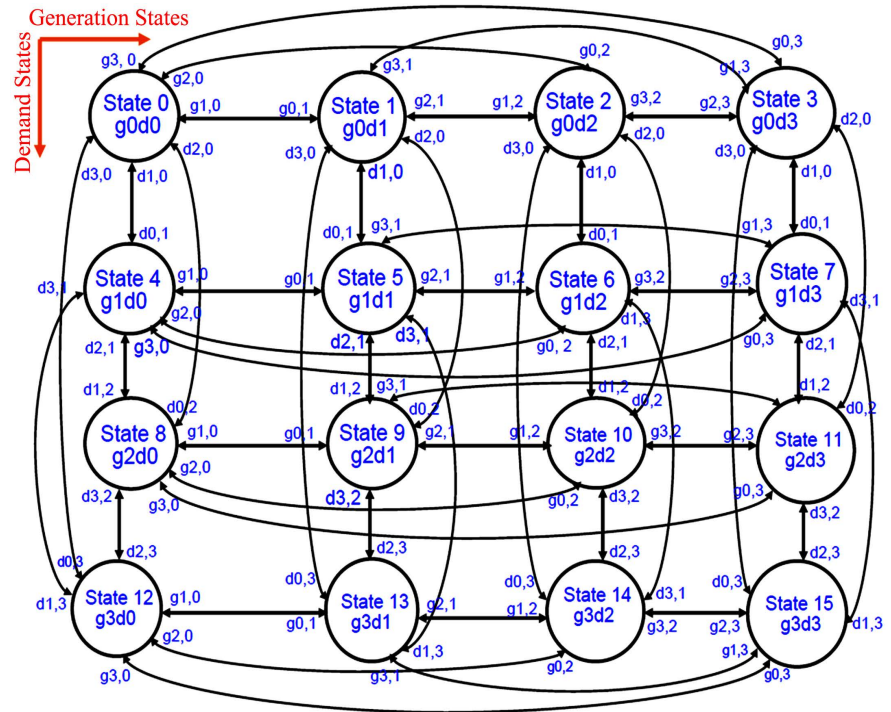 Generation States
Demand States
g3, 0
g0,3
g2,0
g3,1
g0,2
g1,3
State 0
g0d0
g1,0
g0,1
State 1
g0d1
g2,1
g1,2
State 2
g0d2
g3,2
g2,3
State 3
g0d3
d2,0
d3,0
d2,0
d3,0
d2,0
d3,0
d2,0
d3,0
d1,0
d1,0
d1,0
d1,0
d0,1
d0,1
g3,1
d0,1
g1,3
d0,1
d3,1
State 4
g1d0
g1,0
g0,1
State 5
g1d1
g2,1
g1,2
State 6
g1d2
g3,2
g2,3
State 7
g1d3
d3,1
g2,0
d2,1
g3,0
d2,1
d3,1
g0, 2
d1,3
d2,1
g0,3
d2,1
d1,2
d1,2
g3,1
d1,2
d1,2
d0,2
d0,2
d0,2
d0,2
State 8
g2d0
g1,0
g0,1
State 9
g2d1
g2,1
g1,2
State 10
g2d2
g3,2
g2,3
State 11
g2d3
g2,0
g3,0
d3,2
d3,2
g0,2
d3,2
g0,3
d3,2
d2,3
d2,3
d2,3
d2,3
d0,3
d0,3
d0,3
d3,1
d0,3
d1,3
State 12
g3d0
g1,0
g0,1
State 13
g3d1
g2,1
g1,2
State 14
g3d2
g3,2
g2,3
State 15
g3d3
d1,3
g2,0
g3,0
d1,3
g3,1
g0,2
g1,3
g0,3